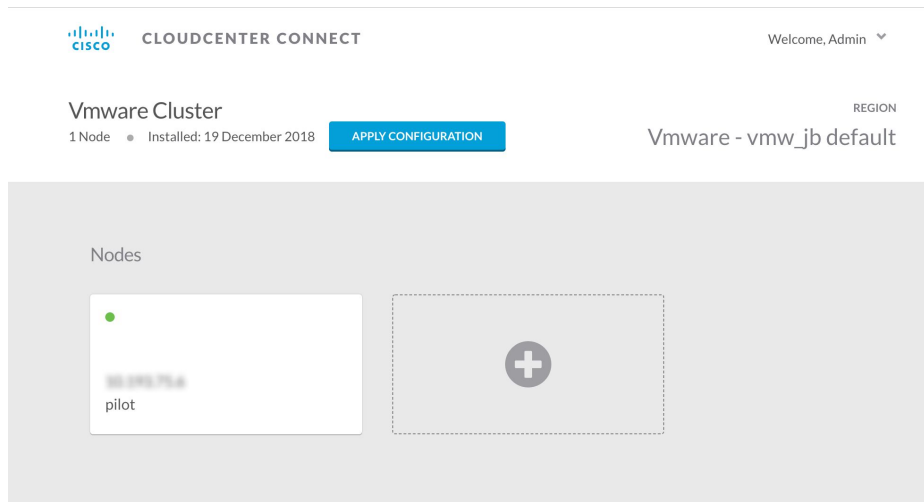 CISCO
CLOUDCENTER CONNECT
Welcome, Admin
Vmware Cluster
1 Node
Installed: 19 December 2018
APPLY CONFIGURATION
REGION
Vmware - vmw_jb default
Nodes
pilot